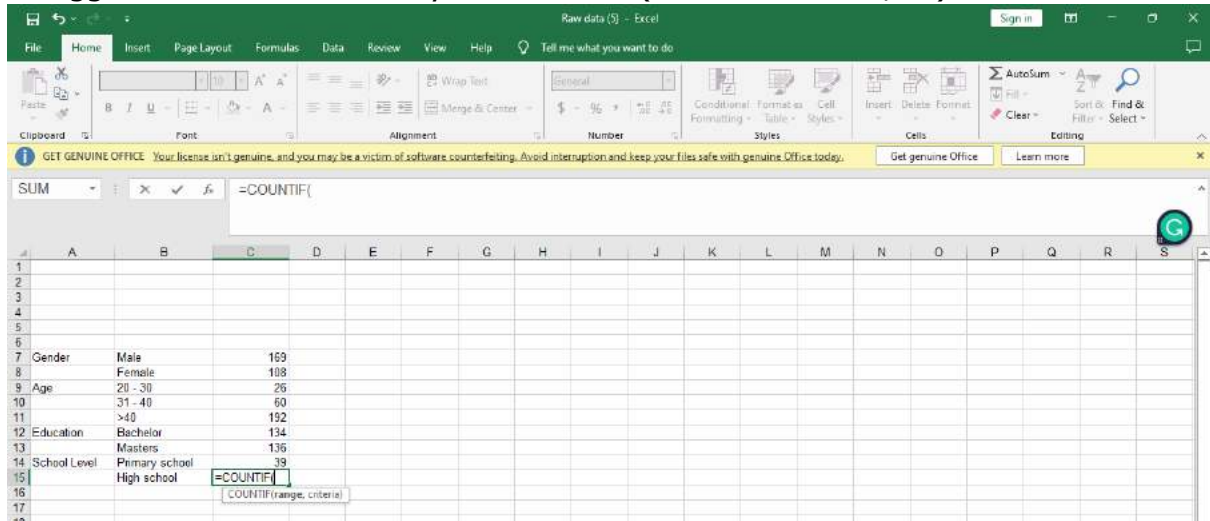 Raw data (5) - Excel
Sign in
File Home Insert Page Layout Formulas Data Review View Help Tell me what you want to do
Paste
10 A A
B I U A
Wrap Text
Merge & Center
General
$ % ,
Conditional Formatting
Format as Table
Cell Styles
Insert Delete Format
AutoSum
Fill
Clear
Sort & Filter
Find & Select
Clipboard Font Alignment Number Styles Cells Editing
GET GENUINE OFFICE Your license isn't genuine, and you may be a victim of software counterfeiting. Avoid interruption and keep your files safe with genuine Office today. Get genuine Office Learn more
SUM fx =COUNTIF(
G
A B C D E F G H I J K L M N O P Q R S
1
2
3
4
5
6
7 Gender Male 169
8 Female 108
9 Age 20 - 30 26
10 31 - 40 60
11 >40 192
12 Education Bachelor 134
13 Masters 136
14 School Level Primary school 39
15 High school =COUNTIF(
16 COUNTIF(range, criteria)
17